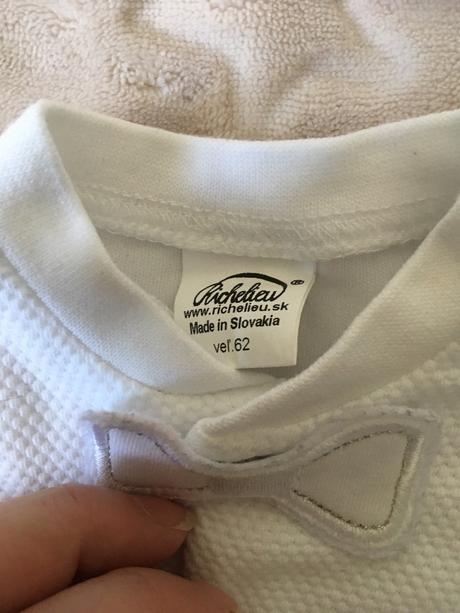 Richelieu®
www.richelieu.sk
Made in Slovakia
veľ.62